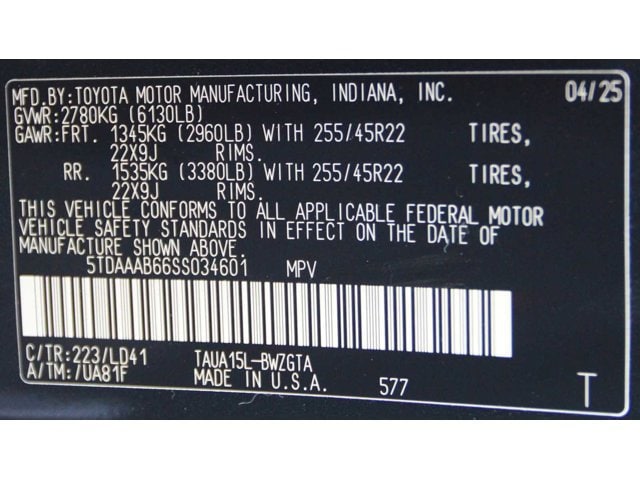 MFD.BY:TOYOTA MOTOR MANUFACTURING, INDIANA, INC. 04/25
GVWR:2780KG (6130LB)
GAWR:FRT. 1345KG (2960LB) WITH 255/45R22 TIRES,
22X9J RIMS.
RR. 1535KG (3380LB) WITH 255/45R22 TIRES,
22X9J RIMS.
THIS VEHICLE CONFORMS TO ALL APPLICABLE FEDERAL MOTOR
VEHICLE SAFETY STANDARDS IN EFFECT ON THE DATE OF
MANUFACTURE SHOWN ABOVE.
5TDAAAB66SS034601 MPV
C/TR:223/LD41 TAUA15L-BWZGTA
A/TM:/UA81F MADE IN U.S.A. 577 T